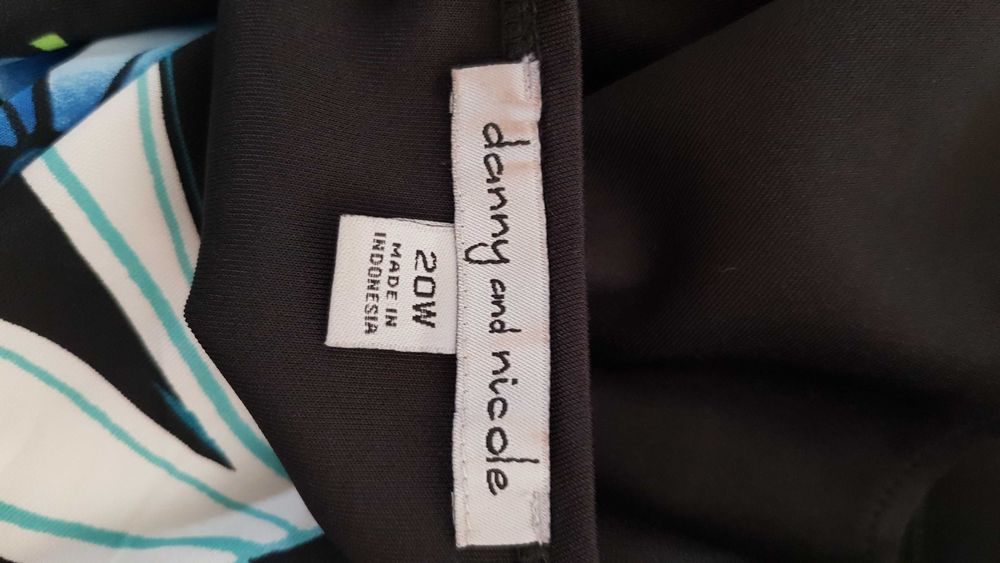 danny and nicole
20W
MADE IN
INDONESIA